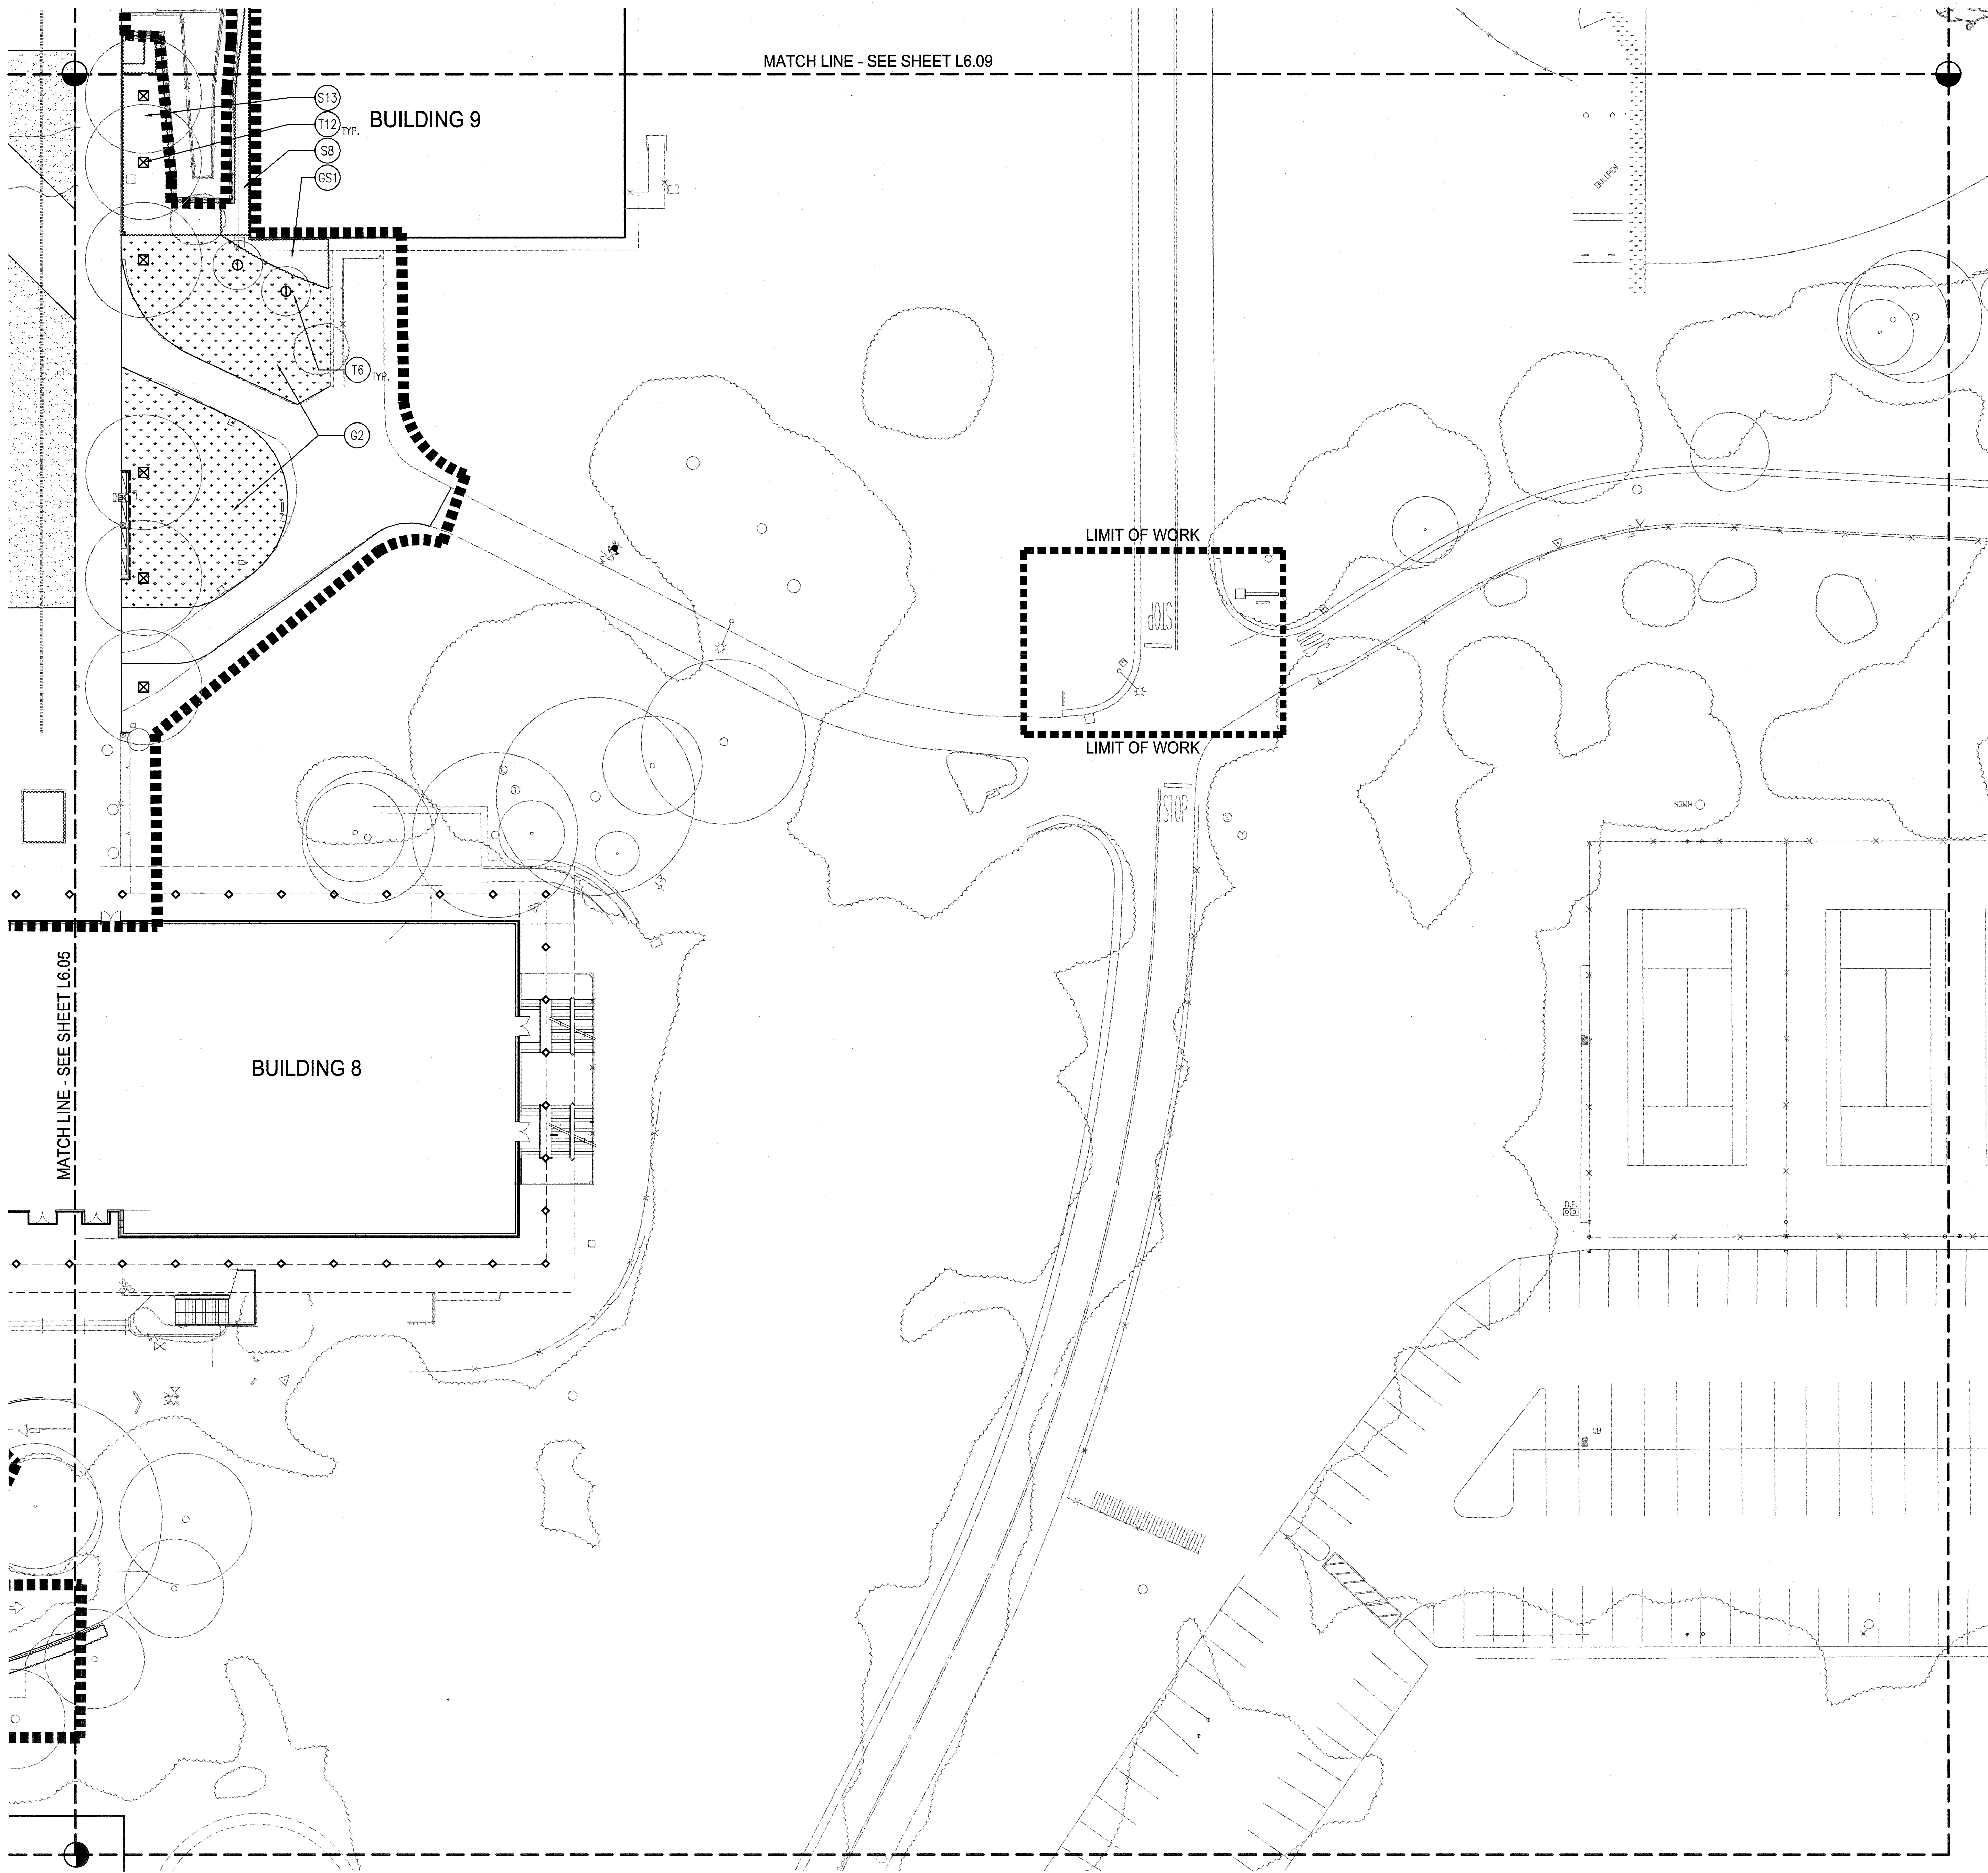 MATCH LINE - SEE SHEET L6.09
S13
T12 TYP.
S8
GS1
BUILDING 9
BULLPEN
T6 TYP.
G2
LIMIT OF WORK
STOP
STOP
LIMIT OF WORK
STOP
E
T
E
T
SSMH
MATCH LINE - SEE SHEET L6.05
BUILDING 8
D.F.
CB